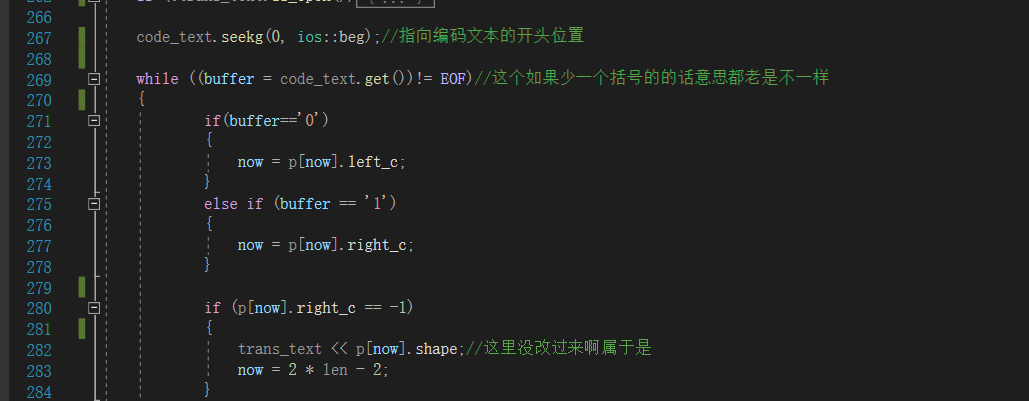 266
267 code_text.seekg(0, ios::beg);//指向编码文本的开头位置
268
269 while ((buffer = code_text.get())!= EOF)//这个如果少一个括号的的话意思都老是不一样
270 {
271 if(buffer=='0')
272 {
273 now = p[now].left_c;
274 }
275 else if (buffer == '1')
276 {
277 now = p[now].right_c;
278 }
279
280 if (p[now].right_c == -1)
281 {
282 trans_text << p[now].shape;//这里没改过来啊属于是
283 now = 2 * len - 2;
284 }